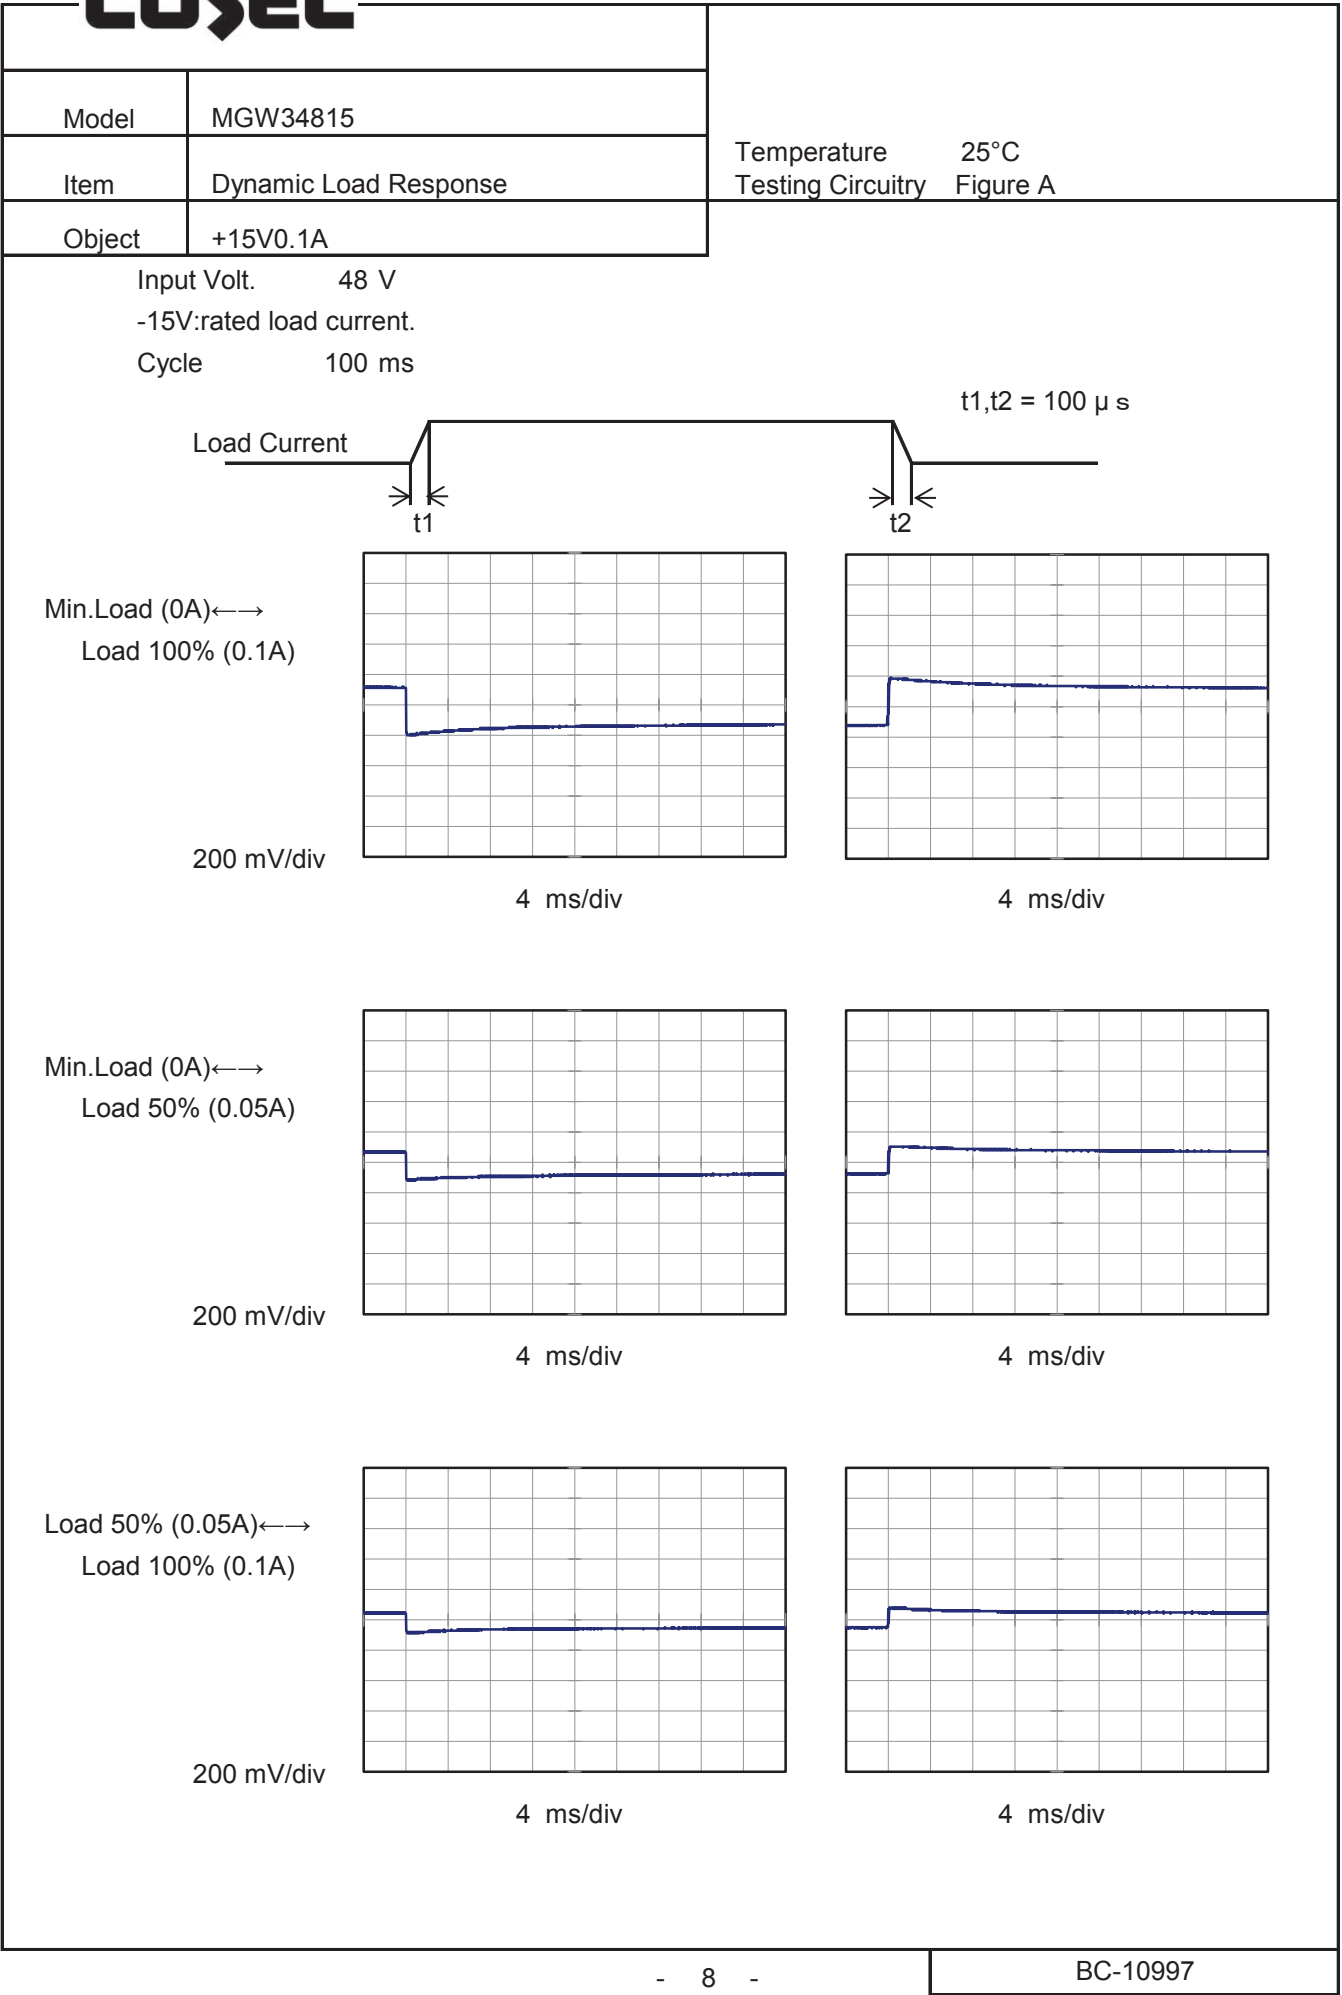 COSEL
Model MGW34815
Item Dynamic Load Response
Object +15V0.1A
Temperature 25°C
Testing Circuitry Figure A
Input Volt. 48 V
-15V:rated load current.
Cycle 100 ms
t1,t2 = 100 μs
Load Current
t1 t2
Min.Load (0A)←→
Load 100% (0.1A)
200 mV/div
4 ms/div 4 ms/div
Min.Load (0A)←→
Load 50% (0.05A)
200 mV/div
4 ms/div 4 ms/div
Load 50% (0.05A)←→
Load 100% (0.1A)
200 mV/div
4 ms/div 4 ms/div
- 8 -
BC-10997